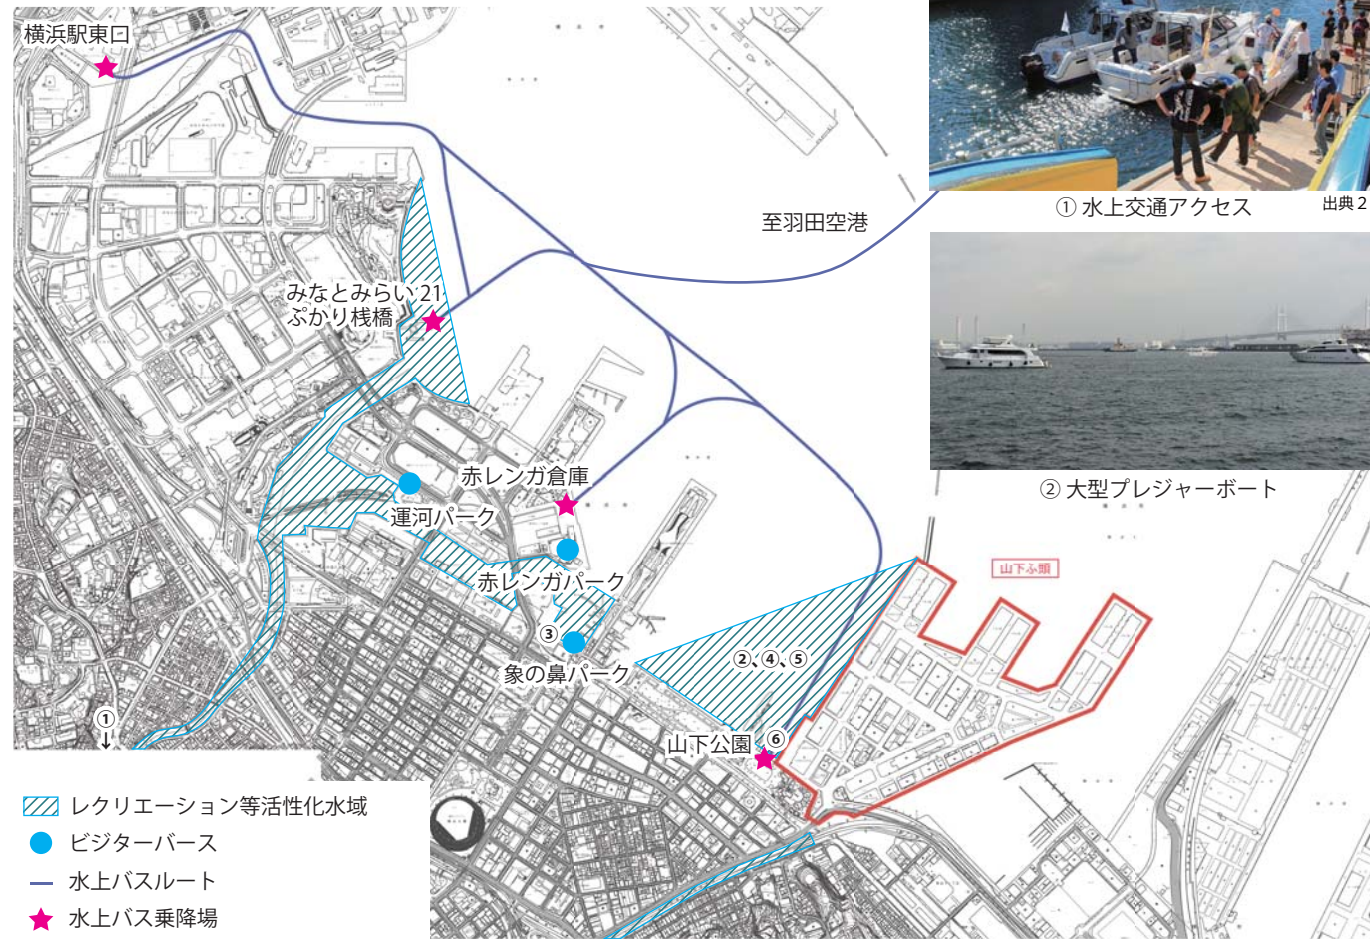 横浜駅東口
至羽田空港
① 水上交通アクセス
出典２
みなとみらい21
ぷかり桟橋
② 大型プレジャーボート
赤レンガ倉庫
運河パーク
山下ふ頭
赤レンガパーク
③
象の鼻パーク
②、④、⑤
①
↓
山下公園
⑥
レクリエーション等活性化水域
ビジターバース
水上バスルート
水上バス乗降場